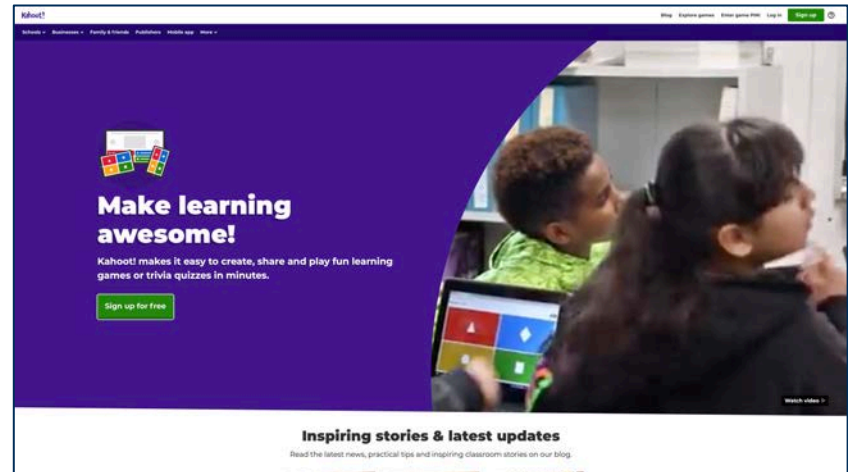 Kahoot!
Blog Explore games Enter game PIN Log in Sign up
Schools Businesses Family & friends Publishers Mobile app More
Make learning
awesome!
Kahoot! makes it easy to create, share and play fun learning
games or trivia quizzes in minutes.
Sign up for free
Watch video
Inspiring stories & latest updates
Read the latest news, practical tips and inspiring classroom stories on our blog.